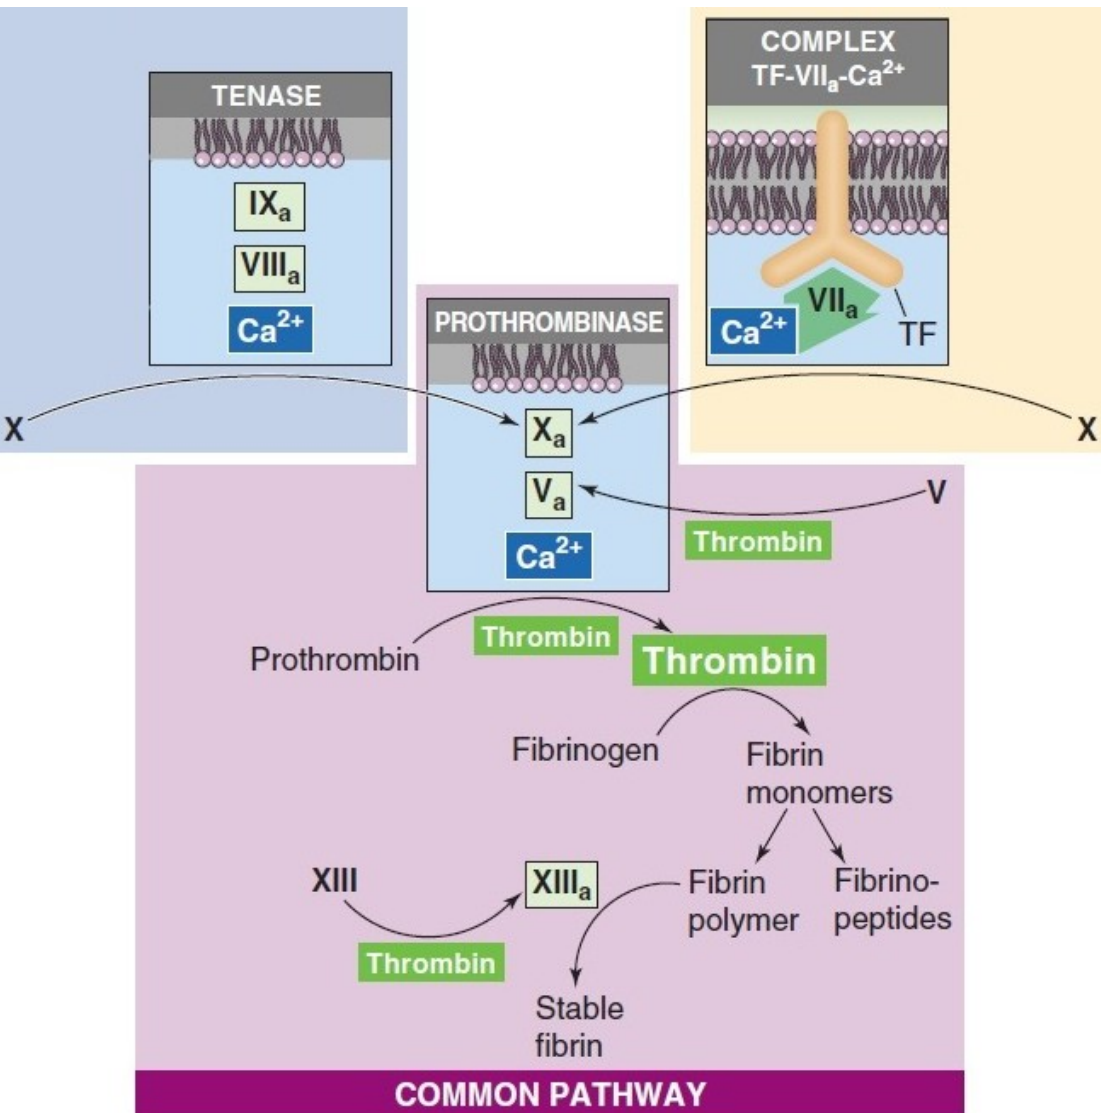 TENASE
IXa
VIIIa
Ca2+
X
COMPLEX
TF-VIIa-Ca2+
VIIa
Ca2+
TF
X
PROTHROMBINASE
Xa
Va
Ca2+
V
Thrombin
Prothrombin
Thrombin
Thrombin
Fibrinogen
Fibrin
monomers
XIII
XIIIa
Thrombin
Fibrin
polymer
Fibrino-
peptides
Stable
fibrin
COMMON PATHWAY